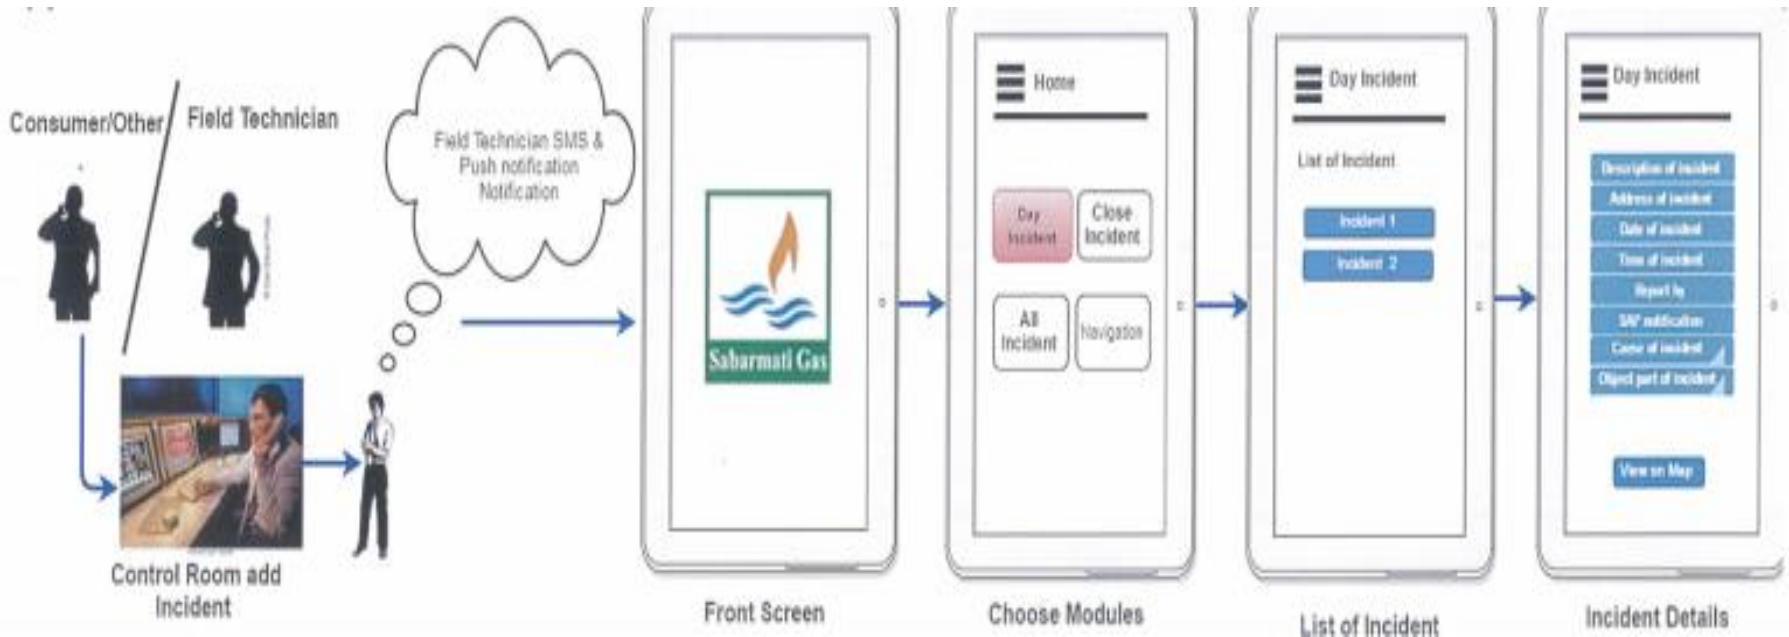 Consumer/Other
Field Technician
Field Technician SMS &
Push notification
Notification
Control Room add
Incident
Sabarmati Gas
Front Screen
Home
Day
Incident
Close
Incident
All
Incident
Navigation
Choose Modules
Day Incident
List of Incident
Incident 1
Incident 2
List of Incident
Day Incident
Description of incident
Address of incident
Date of incident
Time of incident
Report by
SAP notification
Cause of incident
Object part of incident
View on Map
Incident Details